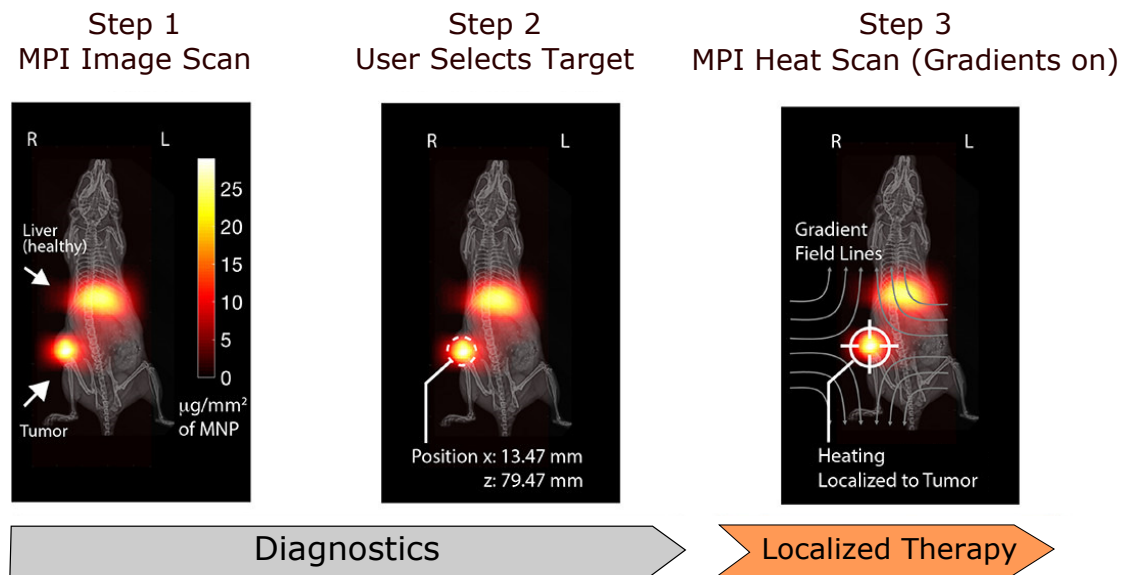 Step 1
MPI Image Scan
R
L
25
20
15
10
5
0
μg/mm²
of MNP
Liver
(healthy)
Tumor
Step 2
User Selects Target
R
L
Position x: 13.47 mm
z: 79.47 mm
Step 3
MPI Heat Scan (Gradients on)
R
L
Gradient
Field Lines
Heating
Localized to Tumor
Diagnostics
Localized Therapy